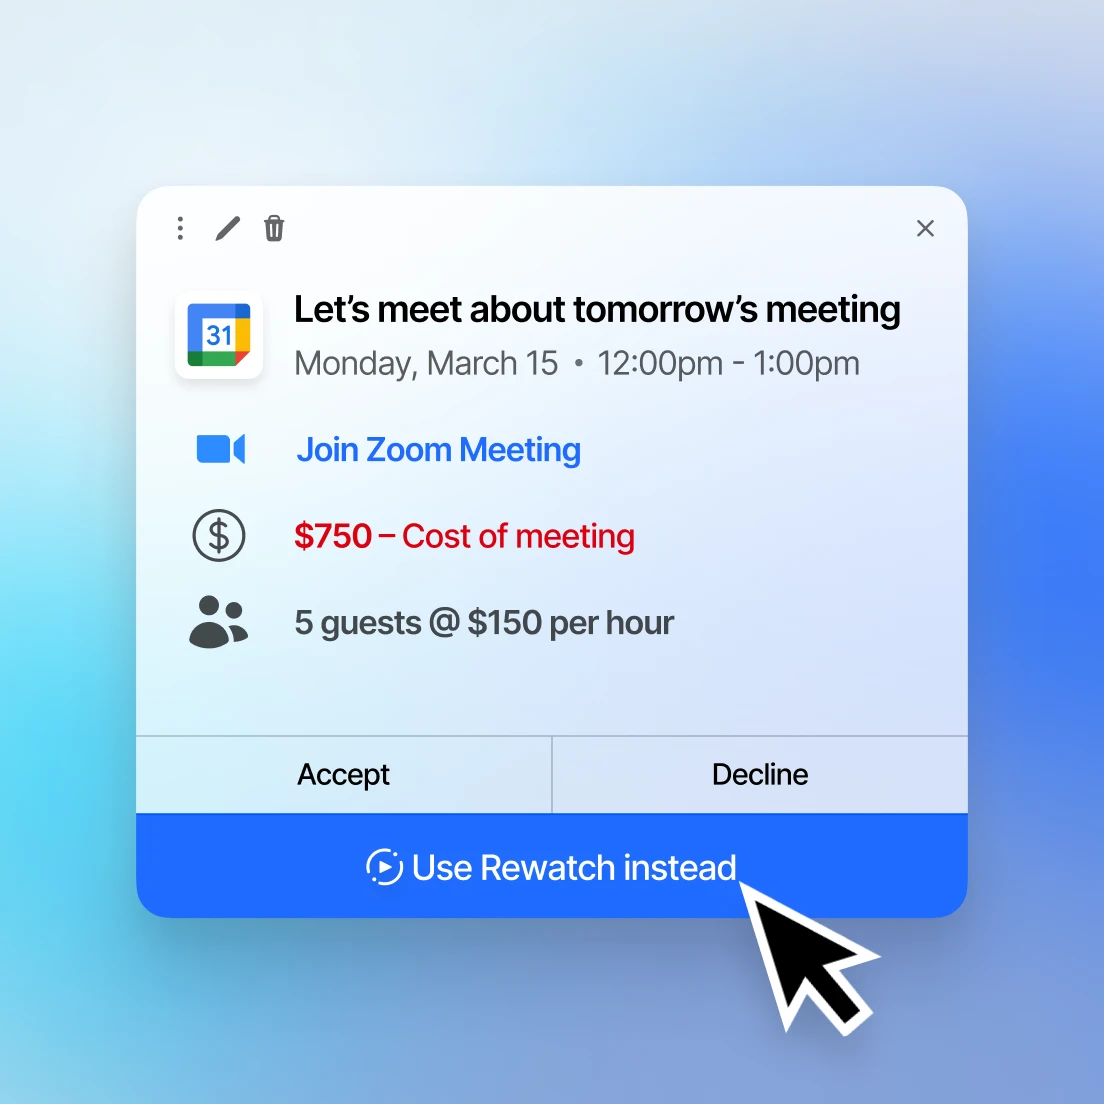 Let’s meet about tomorrow’s meeting
31
Monday, March 15 • 12:00pm - 1:00pm
Join Zoom Meeting
$750 – Cost of meeting
5 guests @ $150 per hour
Accept
Decline
Use Rewatch instead